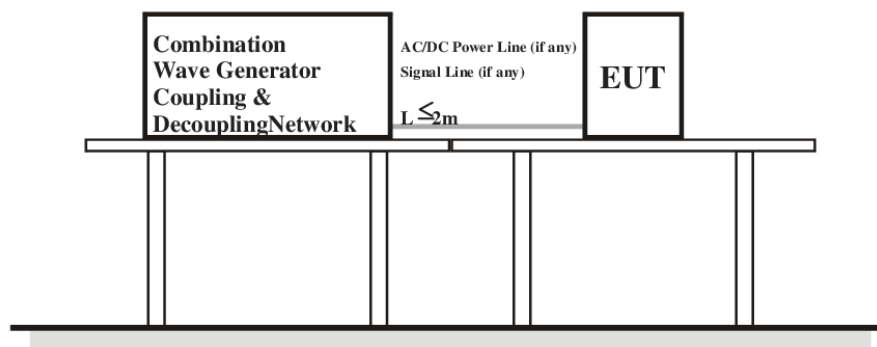 Combination
Wave Generator
Coupling &
DecouplingNetwork
AC/DC Power Line (if any)
Signal Line (if any)
L ≤2m
EUT